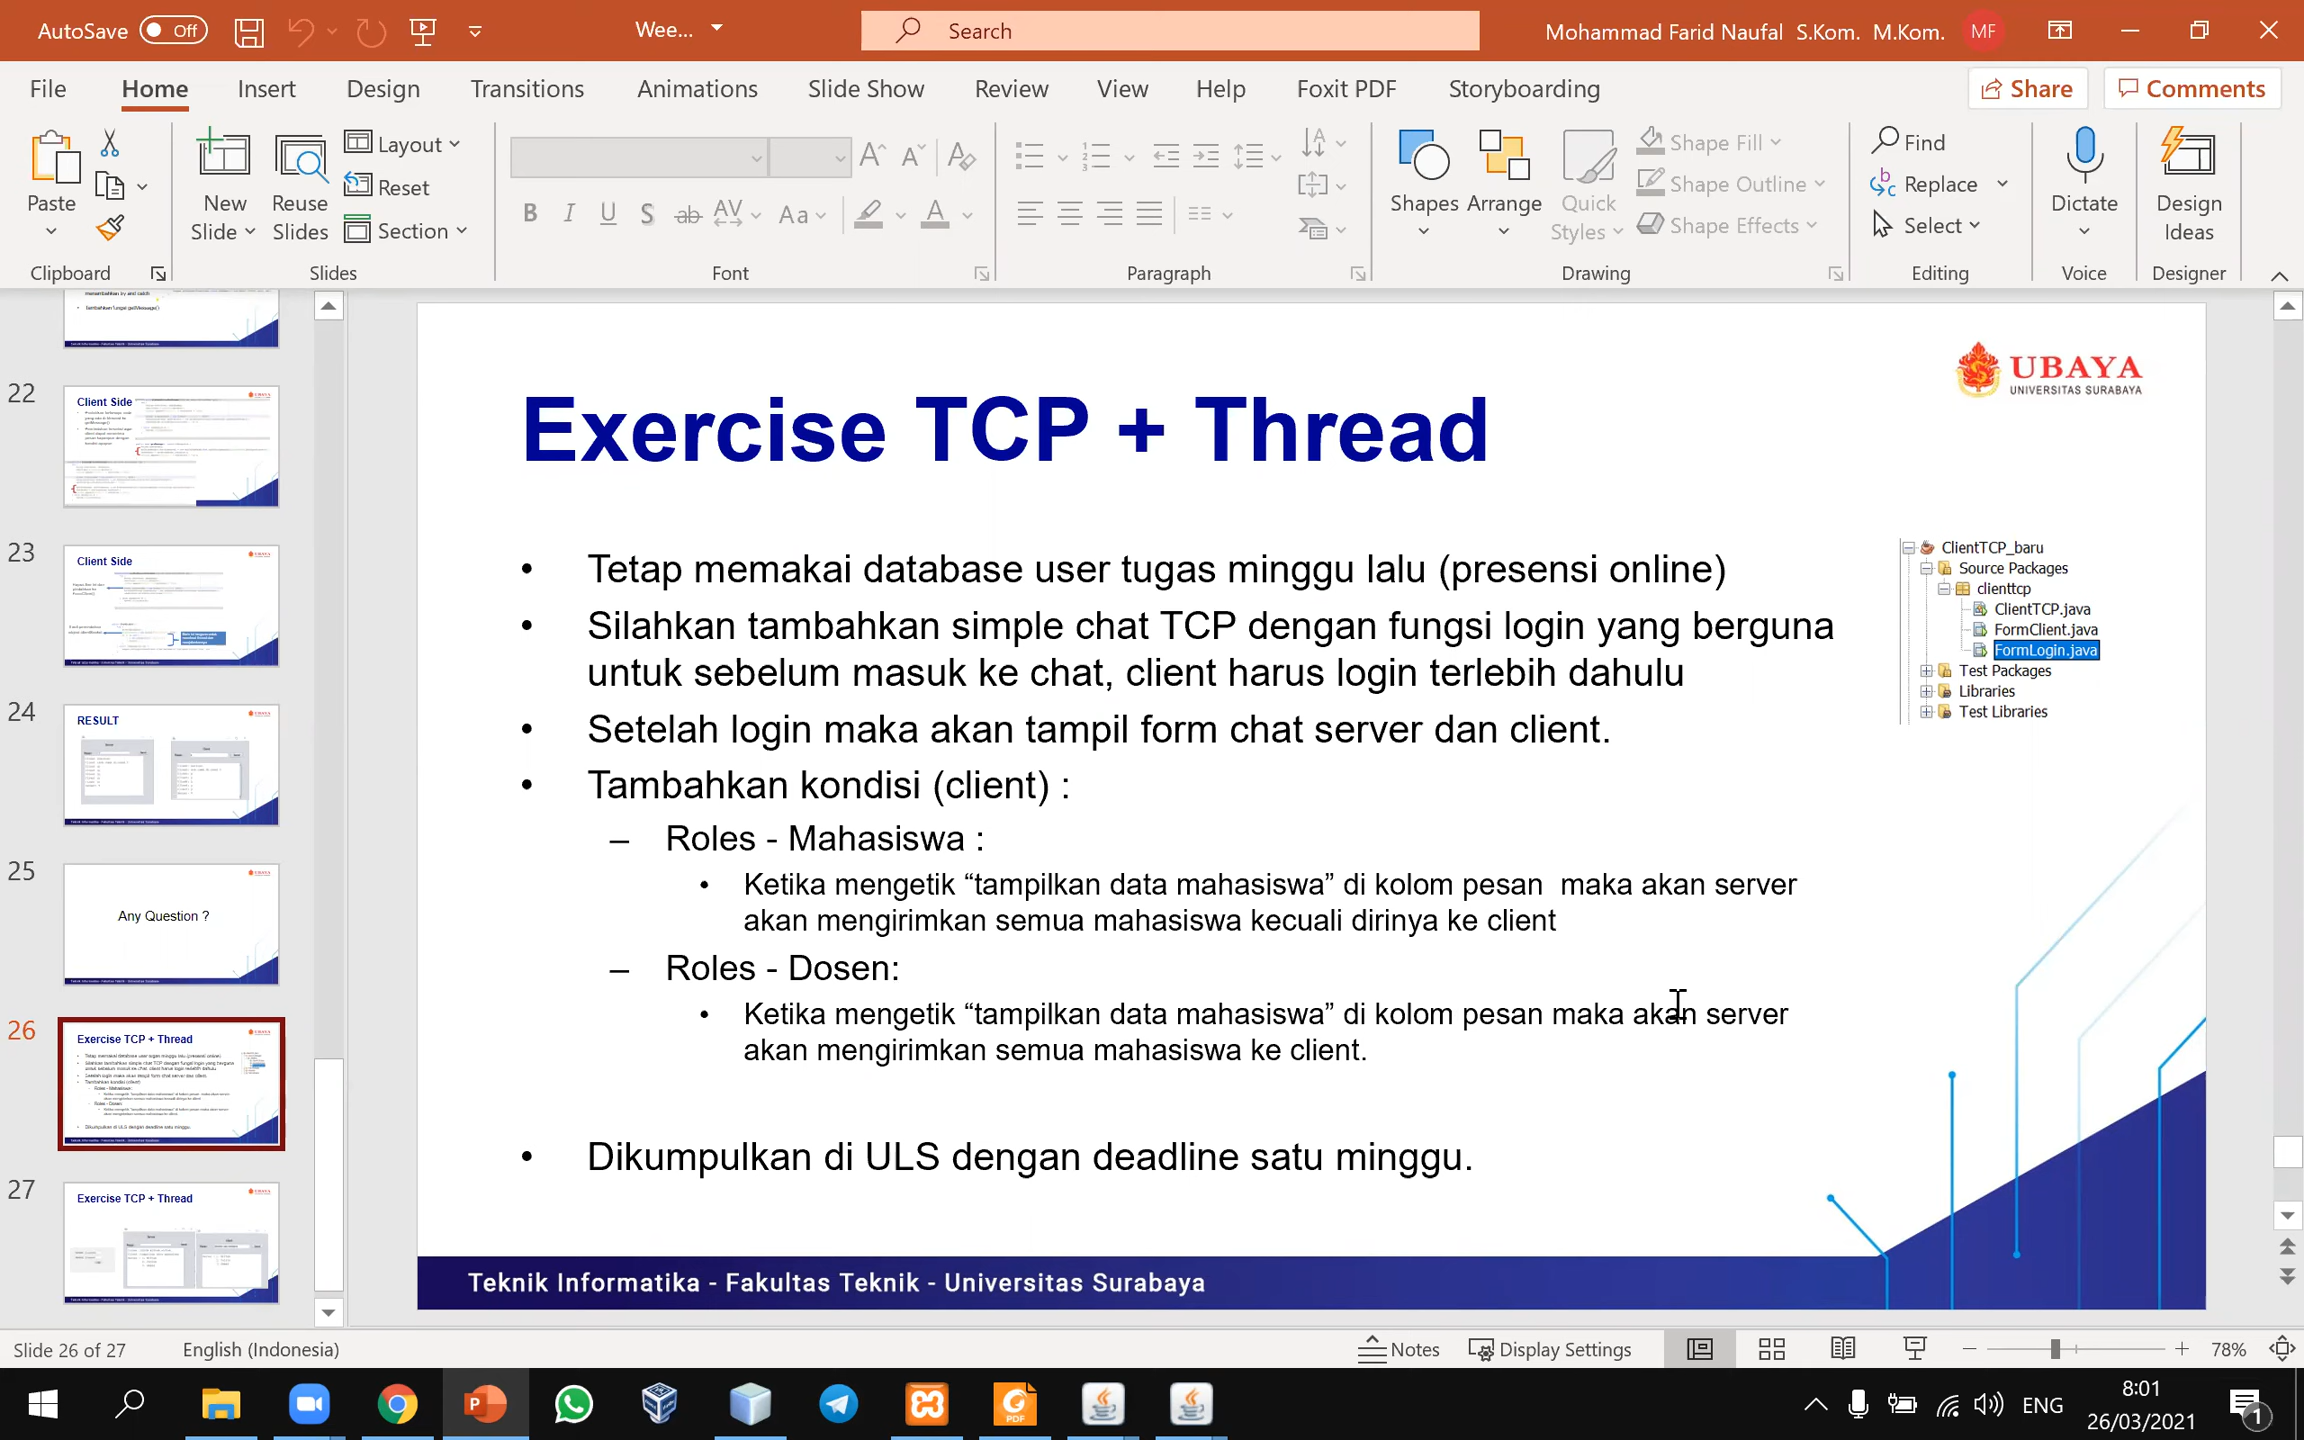 AutoSave Off Wee... Search Mohammad Farid Naufal S.Kom. M.Kom. MF
File Home Insert Design Transitions Animations Slide Show Review View Help Foxit PDF Storyboarding Share Comments
Paste
Clipboard
New Slide
Reuse Slides
Layout
Reset
Section
Slides
Font
Paragraph
Shapes
Arrange
Quick Styles
Shape Fill
Shape Outline
Shape Effects
Drawing
Find
Replace
Select
Editing
Dictate
Voice
Design Ideas
Designer
22
Client Side
23
Client Side
24
RESULT
25
Any Question ?
26
Exercise TCP + Thread
27
Exercise TCP + Thread
UBAYA
UNIVERSITAS SURABAYA
Exercise TCP + Thread
• Tetap memakai database user tugas minggu lalu (presensi online)
• Silahkan tambahkan simple chat TCP dengan fungsi login yang berguna
untuk sebelum masuk ke chat, client harus login terlebih dahulu
• Setelah login maka akan tampil form chat server dan client.
• Tambahkan kondisi (client) :
– Roles - Mahasiswa :
• Ketika mengetik “tampilkan data mahasiswa” di kolom pesan maka akan server
akan mengirimkan semua mahasiswa kecuali dirinya ke client
– Roles - Dosen:
• Ketika mengetik “tampilkan data mahasiswa” di kolom pesan maka akan server
akan mengirimkan semua mahasiswa ke client.
• Dikumpulkan di ULS dengan deadline satu minggu.
ClientTCP_baru
Source Packages
clienttcp
ClientTCP.java
FormClient.java
FormLogin.java
Test Packages
Libraries
Test Libraries
Teknik Informatika - Fakultas Teknik - Universitas Surabaya
Slide 26 of 27 English (Indonesia) Notes Display Settings 78%
ENG
8:01
26/03/2021
1